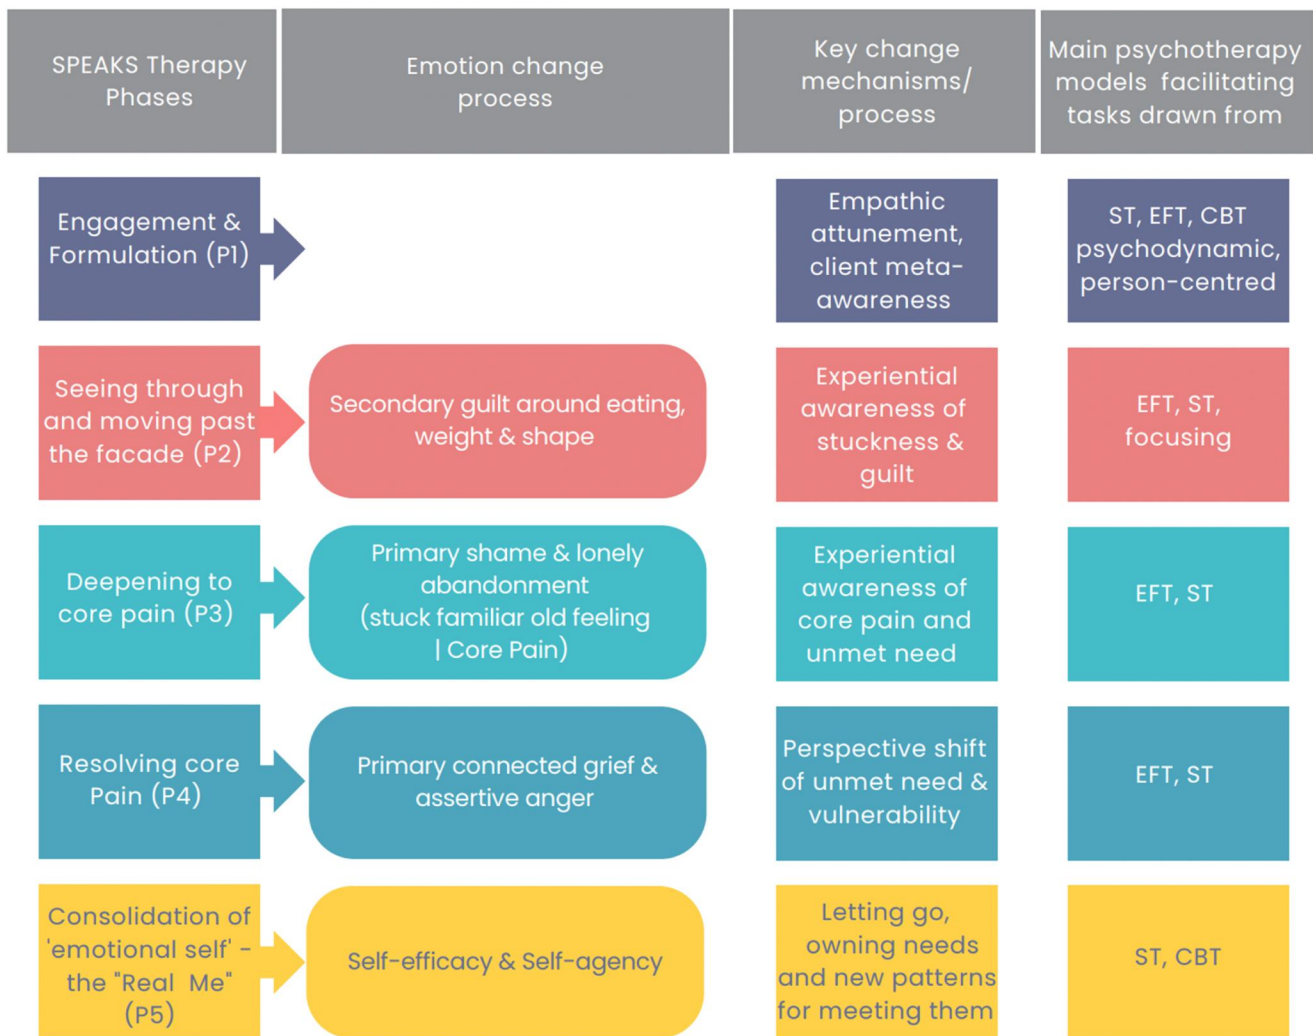 SPEAKS Therapy
Phases
Emotion change
process
Key change
mechanisms/
process
Main psychotherapy
models facilitating
tasks drawn from
Engagement &
Formulation (P1)
Empathic
attunement,
client meta-
awareness
ST, EFT, CBT
psychodynamic,
person-centred
Seeing through
and moving past
the facade (P2)
Secondary guilt around eating,
weight & shape
Experiential
awareness of
stuckness &
guilt
EFT, ST,
focusing
Deepening to
core pain (P3)
Primary shame & lonely
abandonment
(stuck familiar old feeling
| Core Pain)
Experiential
awareness of
core pain and
unmet need
EFT, ST
Resolving core
Pain (P4)
Primary connected grief &
assertive anger
Perspective shift
of unmet need &
vulnerability
EFT, ST
Consolidation of
'emotional self' -
the "Real Me"
(P5)
Self-efficacy & Self-agency
Letting go,
owning needs
and new patterns
for meeting them
ST, CBT